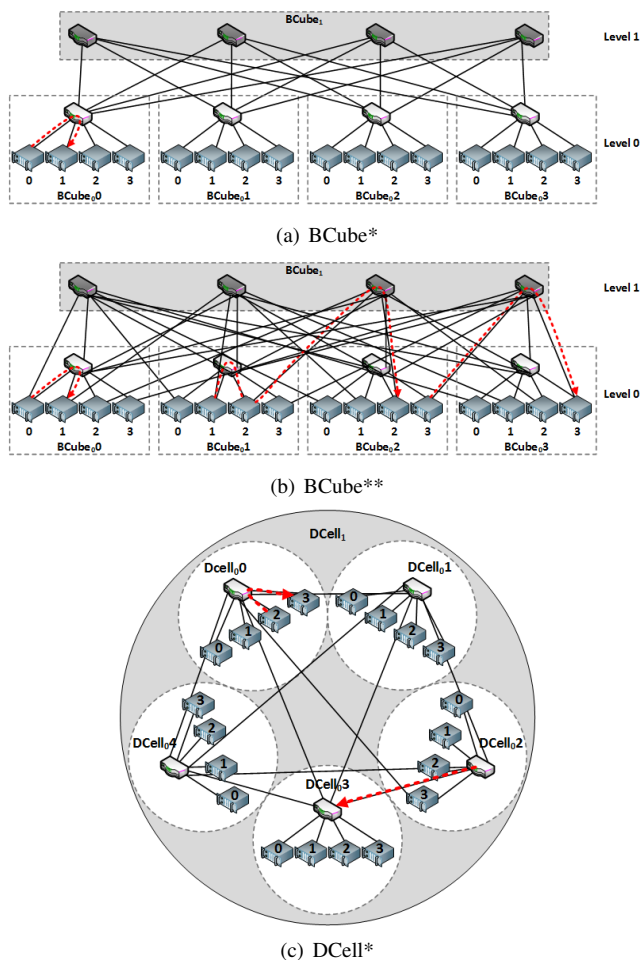 BCube₁
Level 1
Level 0
0 1 2 3 0 1 2 3 0 1 2 3 0 1 2 3
BCube₀0 BCube₀1 BCube₀2 BCube₀3
(a) BCube*
BCube₁
Level 1
Level 0
0 1 2 3 0 1 2 3 0 1 2 3 0 1 2 3
BCube₀0 BCube₀1 BCube₀2 BCube₀3
(b) BCube**
DCell₁
Dcell₀0 DCell₀1
3 0
2 1
1 2
0 3
3 0
2 1
DCell₀4 DCell₀2
1 2
DCell₀3
0 3
0 1 2 3
(c) DCell*